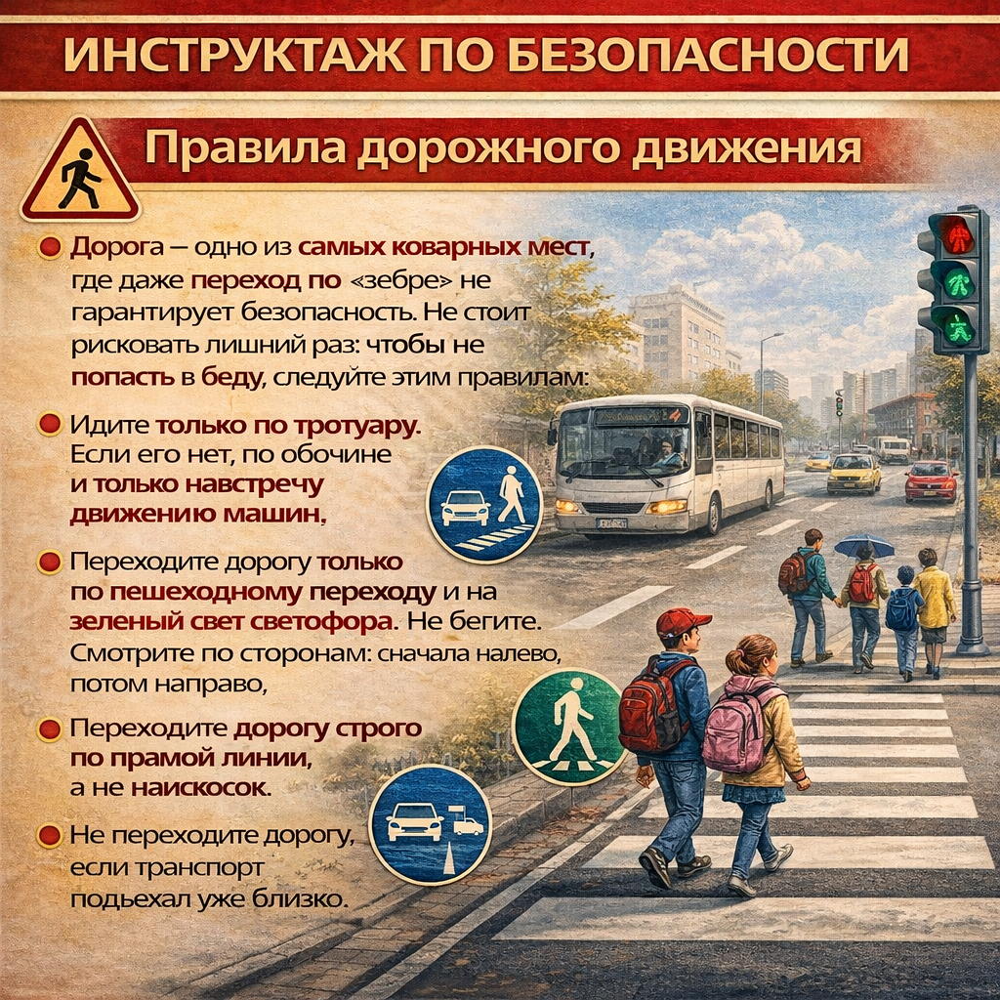 ИНСТРУКТАЖ ПО БЕЗОПАСНОСТИ
Правила дорожного движения
Дорога – одно из самых коварных мест,
где даже переход по «зебре» не
гарантирует безопасность. Не стоит
рисковать лишний раз: чтобы не
попасть в беду, следуйте этим правилам:
Идите только по тротуару.
Если его нет, по обочине
и только навстречу
движению машин,
Переходите дорогу только
по пешеходному переходу и на
зеленый свет светофора. Не бегите.
Смотрите по сторонам: сначала налево,
потом направо,
Переходите дорогу строго
по прямой линии,
а не наискосок.
Не переходите дорогу,
если транспорт
подьехал уже близко.